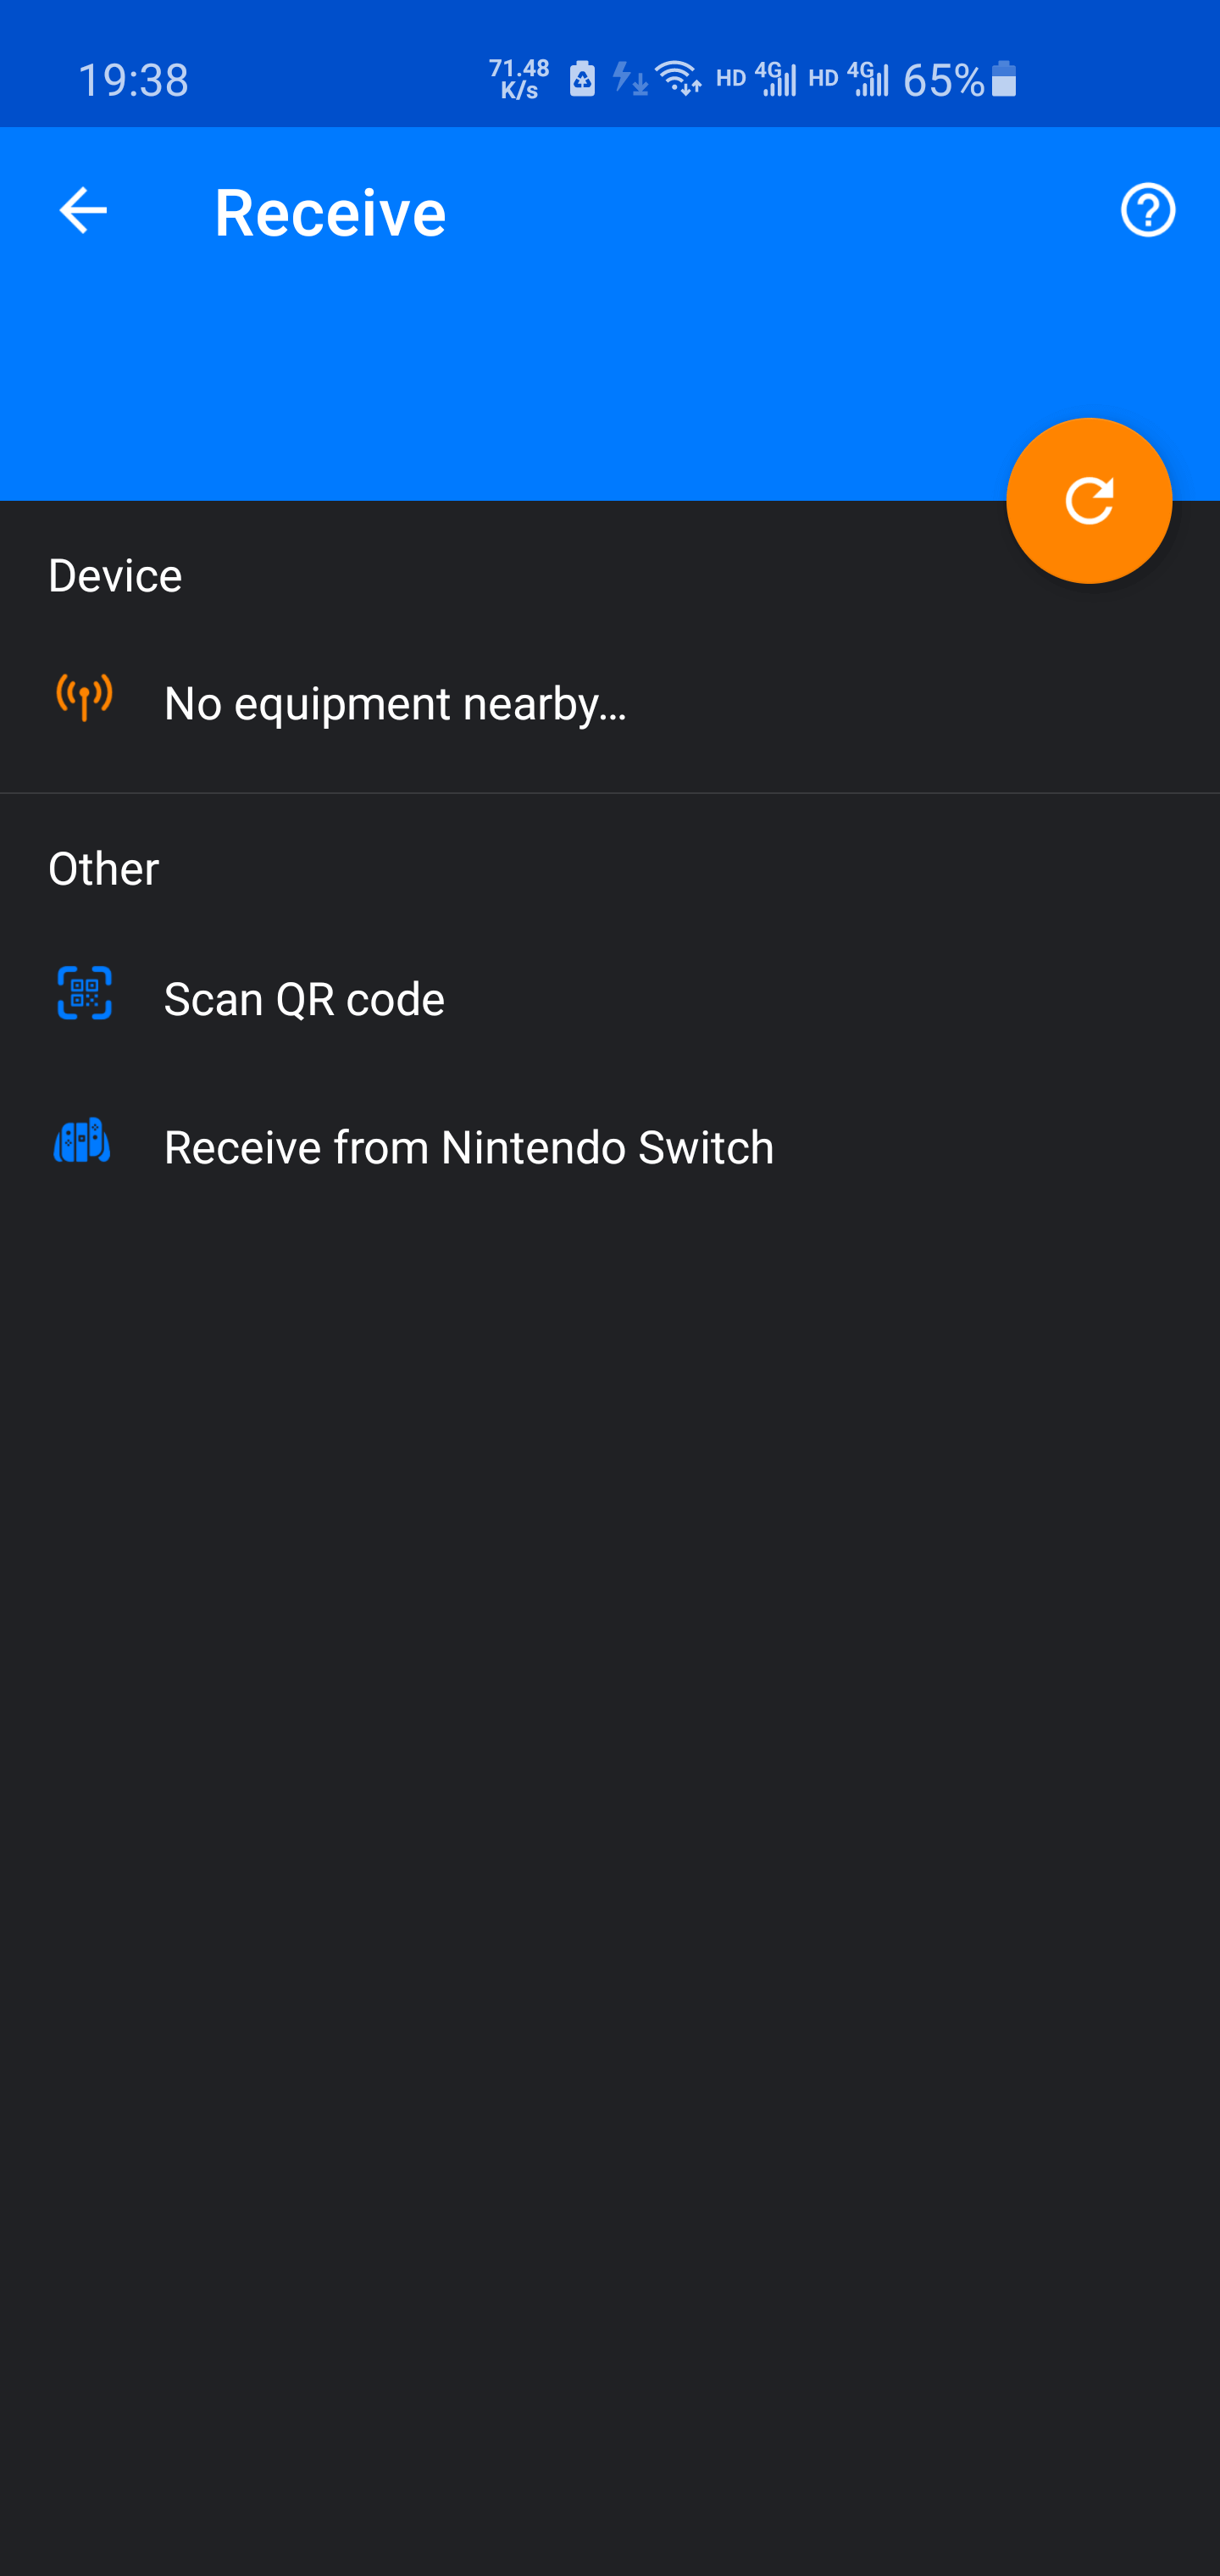 19:38
71.48
K/s
HD 4G HD 4G 65%
Receive
Device
No equipment nearby...
Other
Scan QR code
Receive from Nintendo Switch